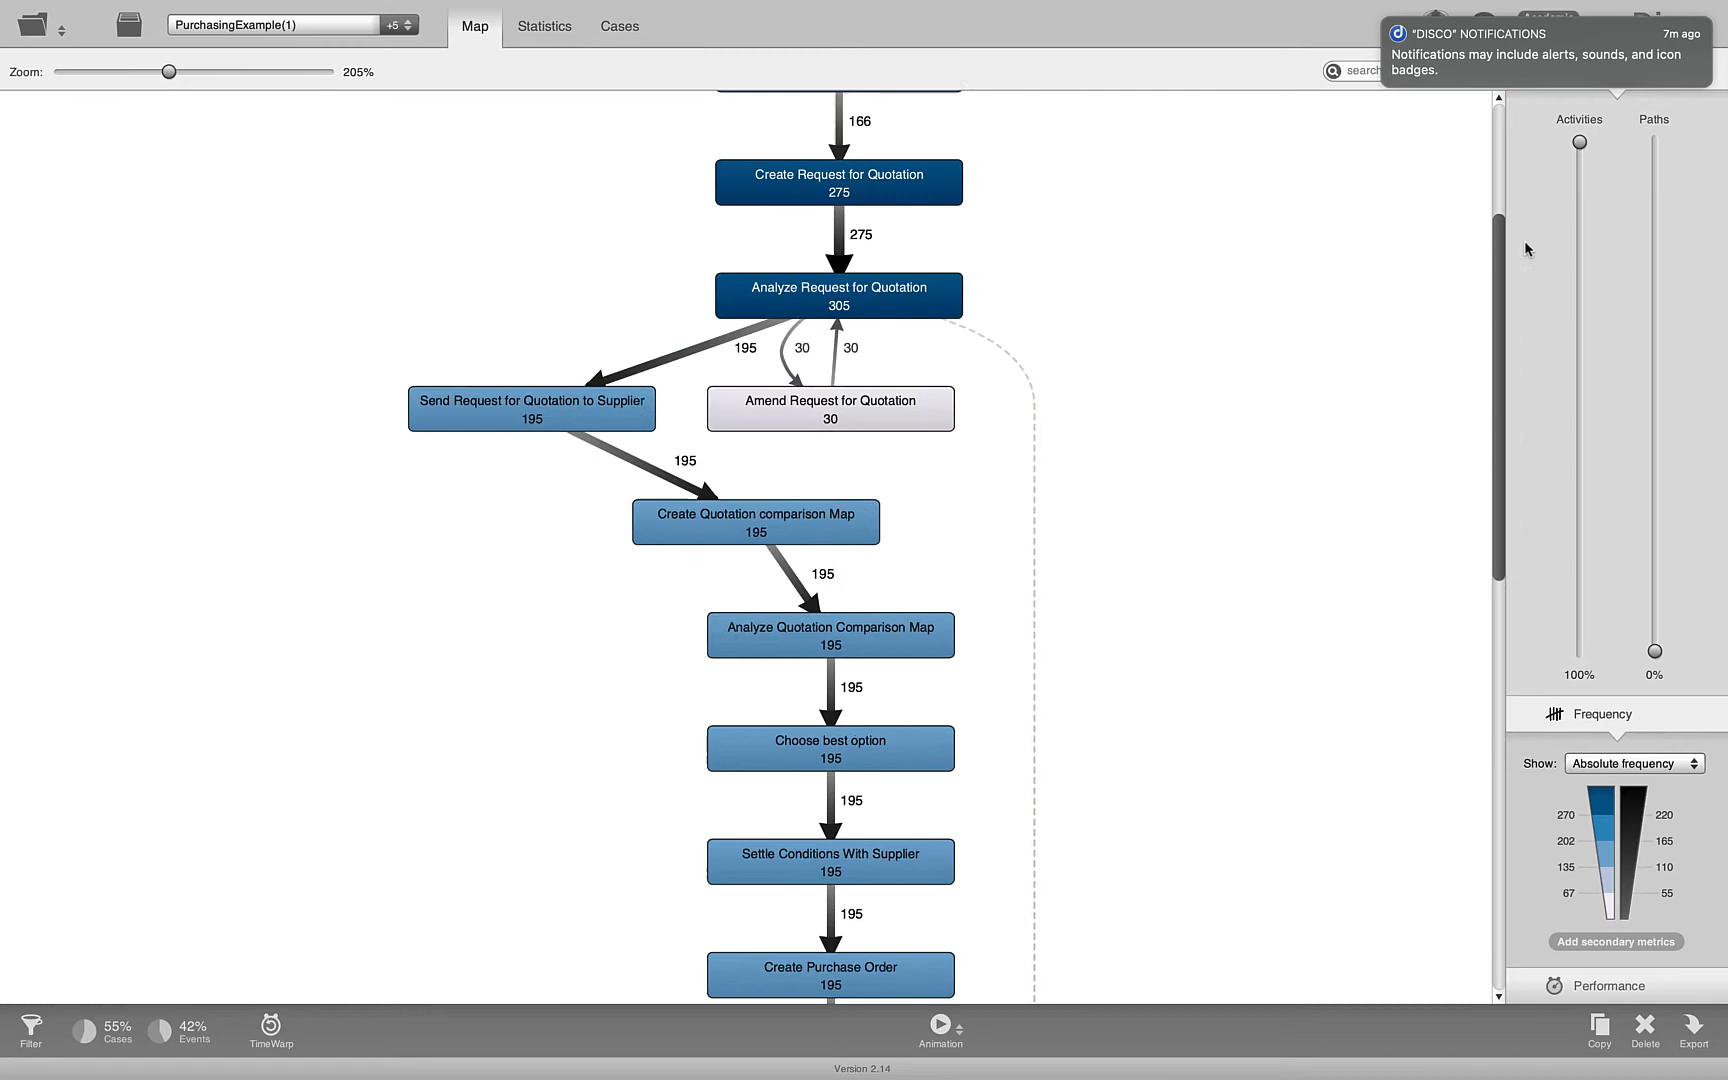 PurchasingExample(1)
+5
Map
Statistics
Cases
"DISCO" NOTIFICATIONS
7m ago
Notifications may include alerts, sounds, and icon
badges.
Zoom:
205%
search
166
Create Request for Quotation
275
275
Analyze Request for Quotation
305
195
30
30
Send Request for Quotation to Supplier
195
Amend Request for Quotation
30
195
Create Quotation comparison Map
195
195
Analyze Quotation Comparison Map
195
195
Choose best option
195
195
Settle Conditions With Supplier
195
195
Create Purchase Order
195
Activities
Paths
100%
0%
Frequency
Show:
Absolute frequency
270
220
202
165
135
110
67
55
Add secondary metrics
Performance
Filter
55%
Cases
42%
Events
TimeWarp
Animation
Copy
Delete
Export
Version 2.14